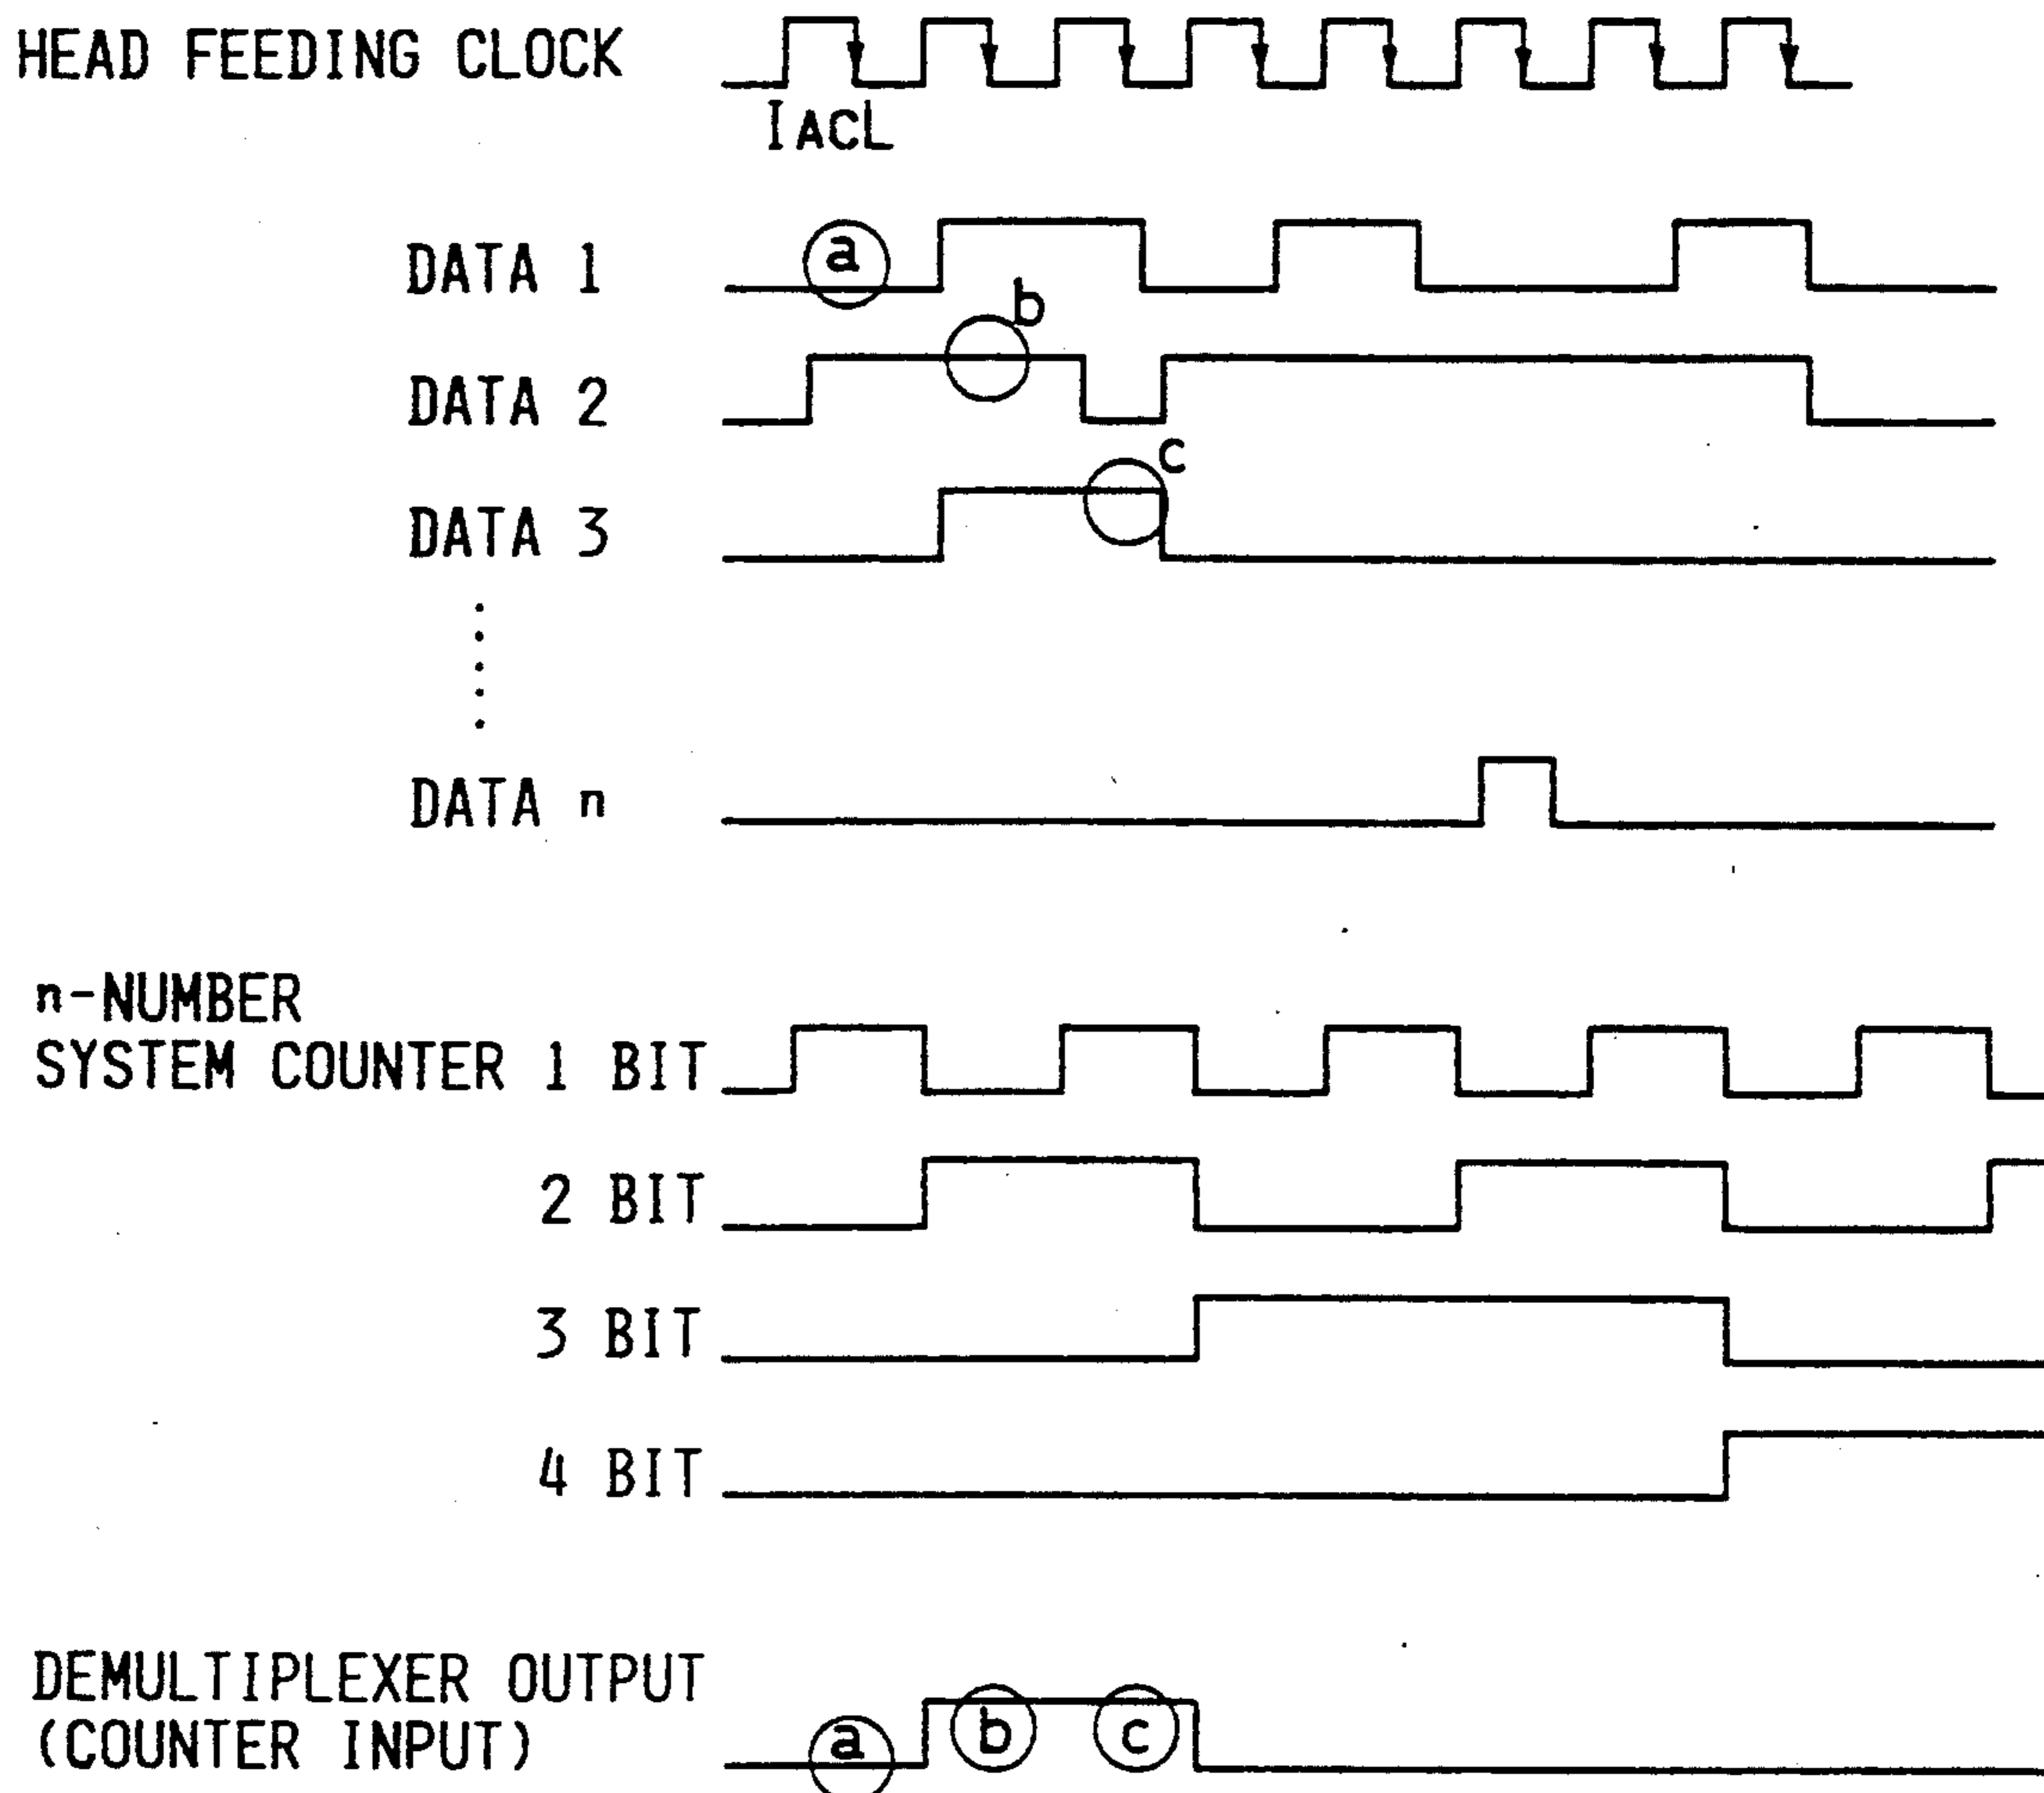 HEAD FEEDING CLOCK
IACL
DATA 1
a
b
DATA 2
c
DATA 3
DATA n
n-NUMBER
SYSTEM COUNTER 1 BIT
2 BIT
3 BIT
4 BIT
DEMULTIPLEXER OUTPUT
(COUNTER INPUT)
a b c